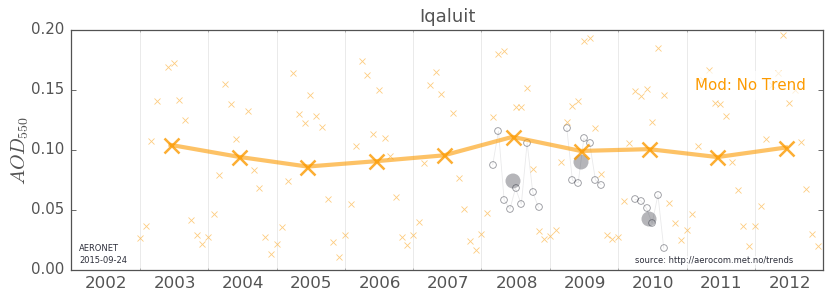 Iqaluit
0.20
0.15
0.10
0.05
0.00
AOD550
Mod: No Trend
AERONET
2015-09-24
source: http://aerocom.met.no/trends
2002 2003 2004 2005 2006 2007 2008 2009 2010 2011 2012